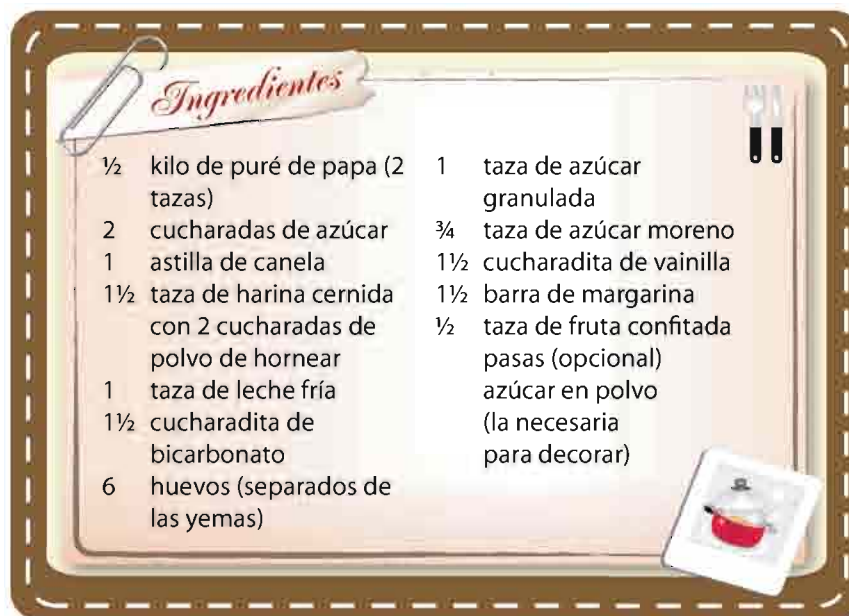 Ingredientes
½ kilo de puré de papa (2
tazas)
2 cucharadas de azúcar
1 astilla de canela
1½ taza de harina cernida
con 2 cucharadas de
polvo de hornear
1 taza de leche fría
1½ cucharadita de
bicarbonato
6 huevos (separados de
las yemas)
1 taza de azúcar
granulada
¾ taza de azúcar moreno
1½ cucharadita de vainilla
1½ barra de margarina
½ taza de fruta confitada
pasas (opcional)
azúcar en polvo
(la necesaria
para decorar)